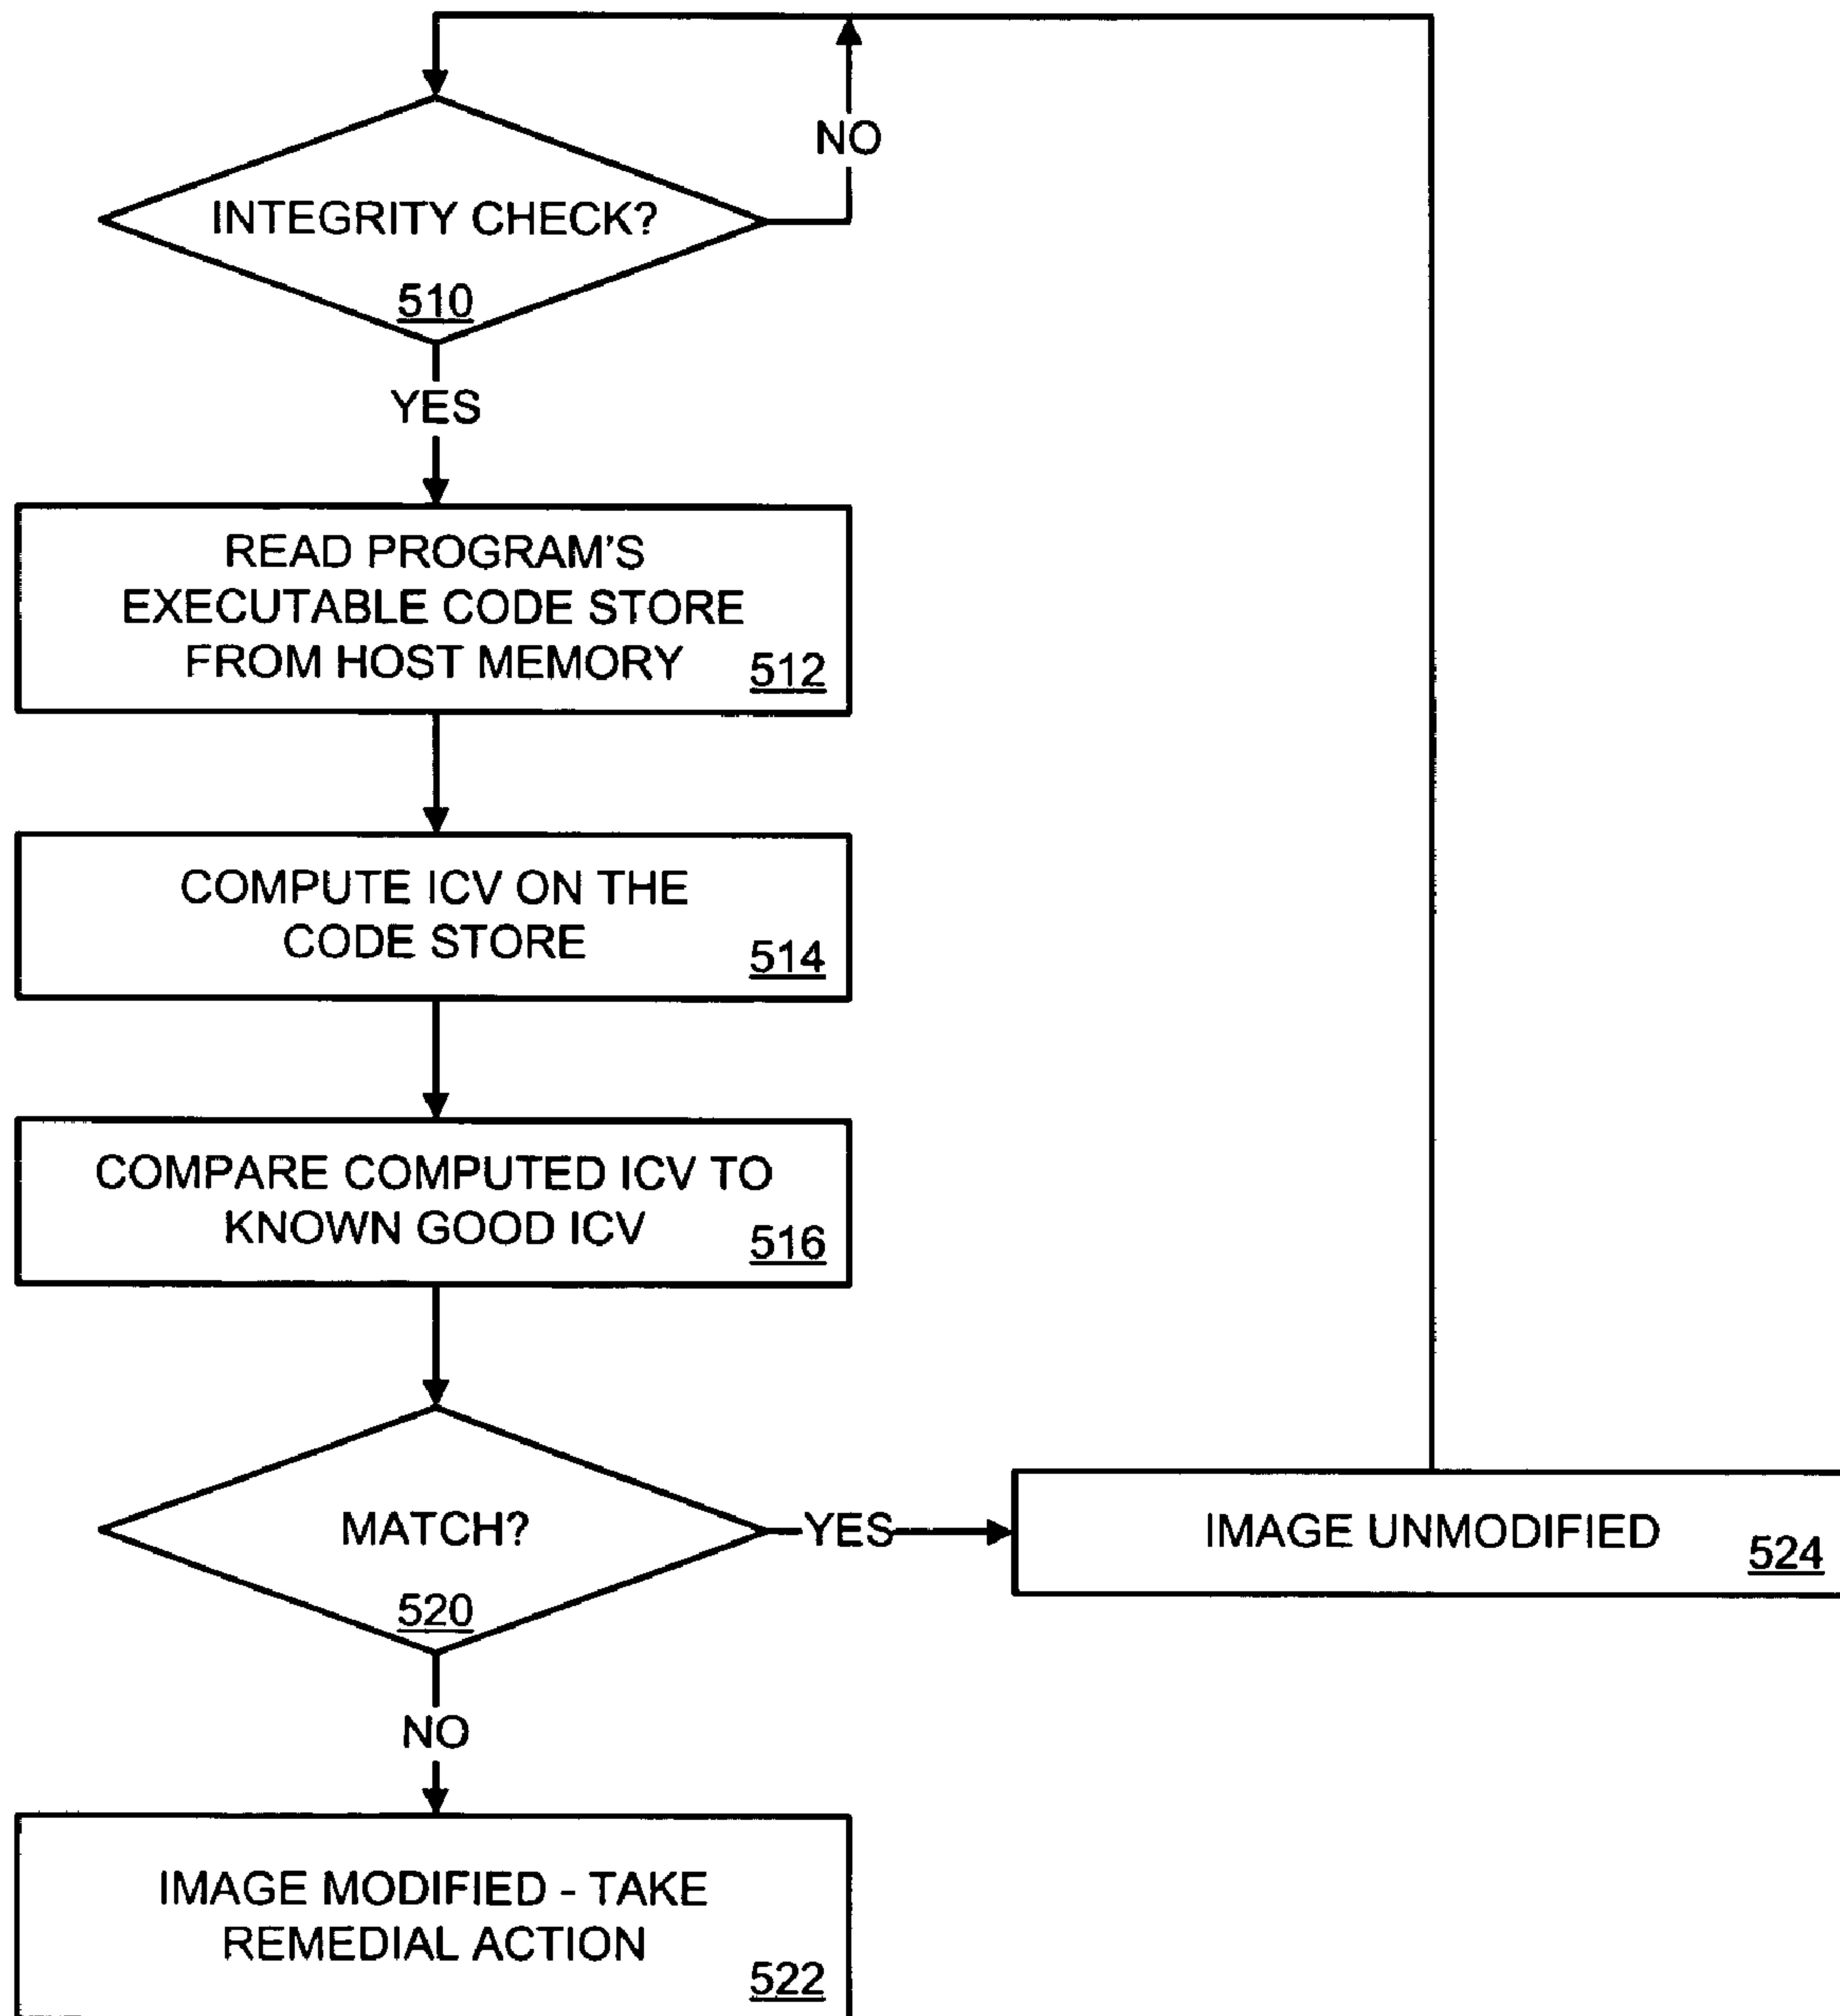 NO
INTEGRITY CHECK?
510
YES
READ PROGRAM'S
EXECUTABLE CODE STORE
FROM HOST MEMORY
512
COMPUTE ICV ON THE
CODE STORE
514
COMPARE COMPUTED ICV TO
KNOWN GOOD ICV
516
MATCH?
520
YES
IMAGE UNMODIFIED
524
NO
IMAGE MODIFIED - TAKE
REMEDIAL ACTION
522